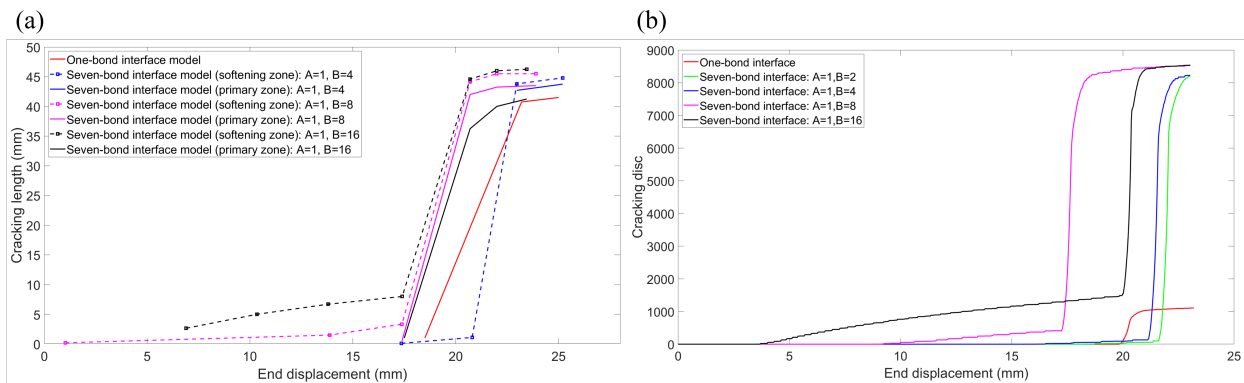 (a)
50
45
40
35
30
25
20
15
10
5
0
Cracking length (mm)
One-bond interface model
Seven-bond interface model (softening zone): A=1, B=4
Seven-bond interface model (primary zone): A=1, B=4
Seven-bond interface model (softening zone): A=1, B=8
Seven-bond interface model (primary zone): A=1, B=8
Seven-bond interface model (softening zone): A=1, B=16
Seven-bond interface model (primary zone): A=1, B=16
0 5 10 15 20 25
End displacement (mm)
(b)
9000
8000
7000
6000
5000
4000
3000
2000
1000
0
Cracking disc
One-bond interface
Seven-bond interface: A=1,B=2
Seven-bond interface: A=1,B=4
Seven-bond interface: A=1,B=8
Seven-bond interface: A=1,B=16
0 5 10 15 20 25
End displacement (mm)